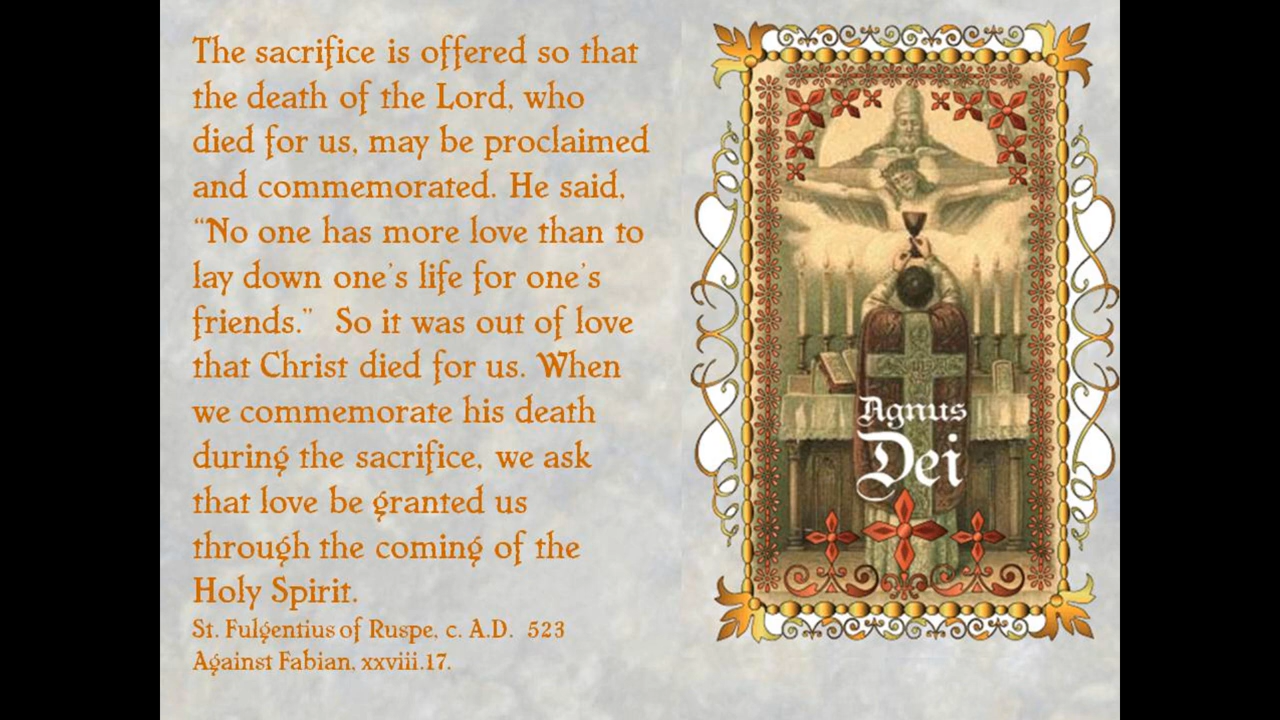 The sacrifice is offered so that
the death of the Lord, who
died for us, may be proclaimed
and commemorated. He said,
“No one has more love than to
lay down one’s life for one’s
friends.”  So it was out of love
that Christ died for us. When
we commemorate his death
during the sacrifice, we ask
that love be granted us
through the coming of the
Holy Spirit.
St. Fulgentius of Ruspe, c. A.D.  523
Against Fabian, xxviii.17.
Agnus
Dei